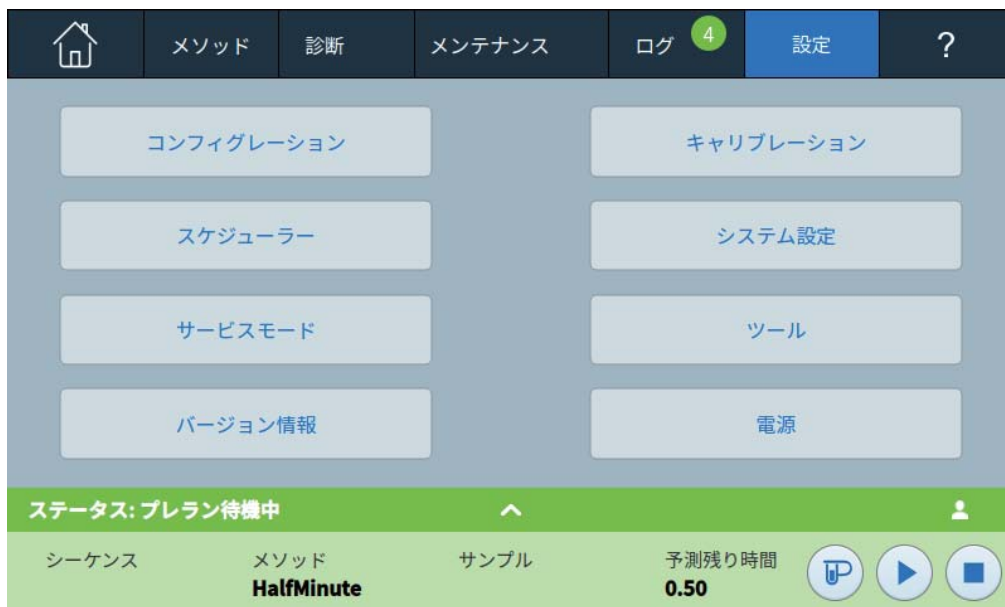 メソッド 診断 メンテナンス ログ 4 設定 ?
コンフィグレーション キャリブレーション
スケジューラー システム設定
サービスモード ツール
バージョン情報 電源
ステータス: プレラン待機中
シーケンス メソッド サンプル 予測残り時間
HalfMinute 0.50